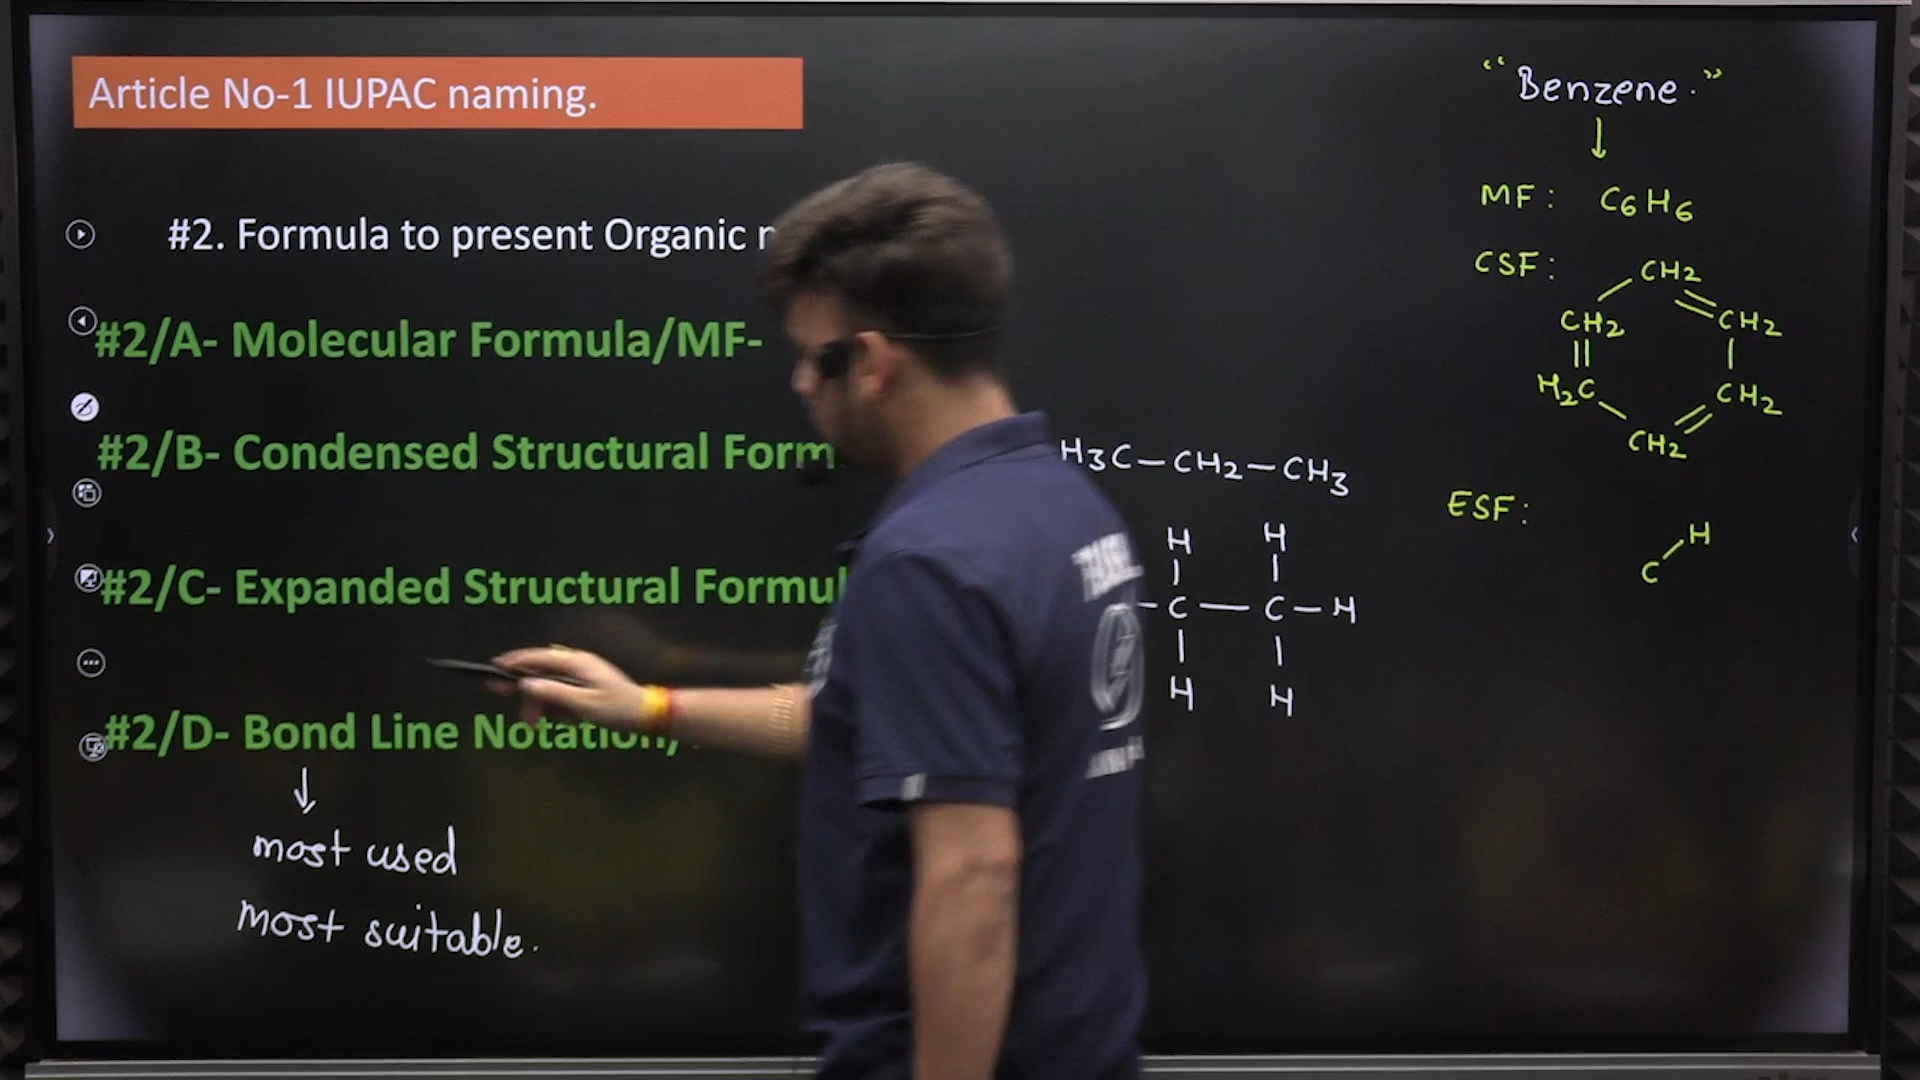 Article No-1 IUPAC naming.
#2. Formula to present Organic
#2/A- Molecular Formula/MF-
#2/B- Condensed Structural Form
#2/C- Expanded Structural Formul
#2/D- Bond Line Notation/
↓
most used
most suitable.
H3C-CH2-CH3
H H
-C-C-H
H H
"Benzene."
↓
MF: C6H6
CSF: CH2
CH2 CH2
H2C CH2
CH2
ESF:
H
C